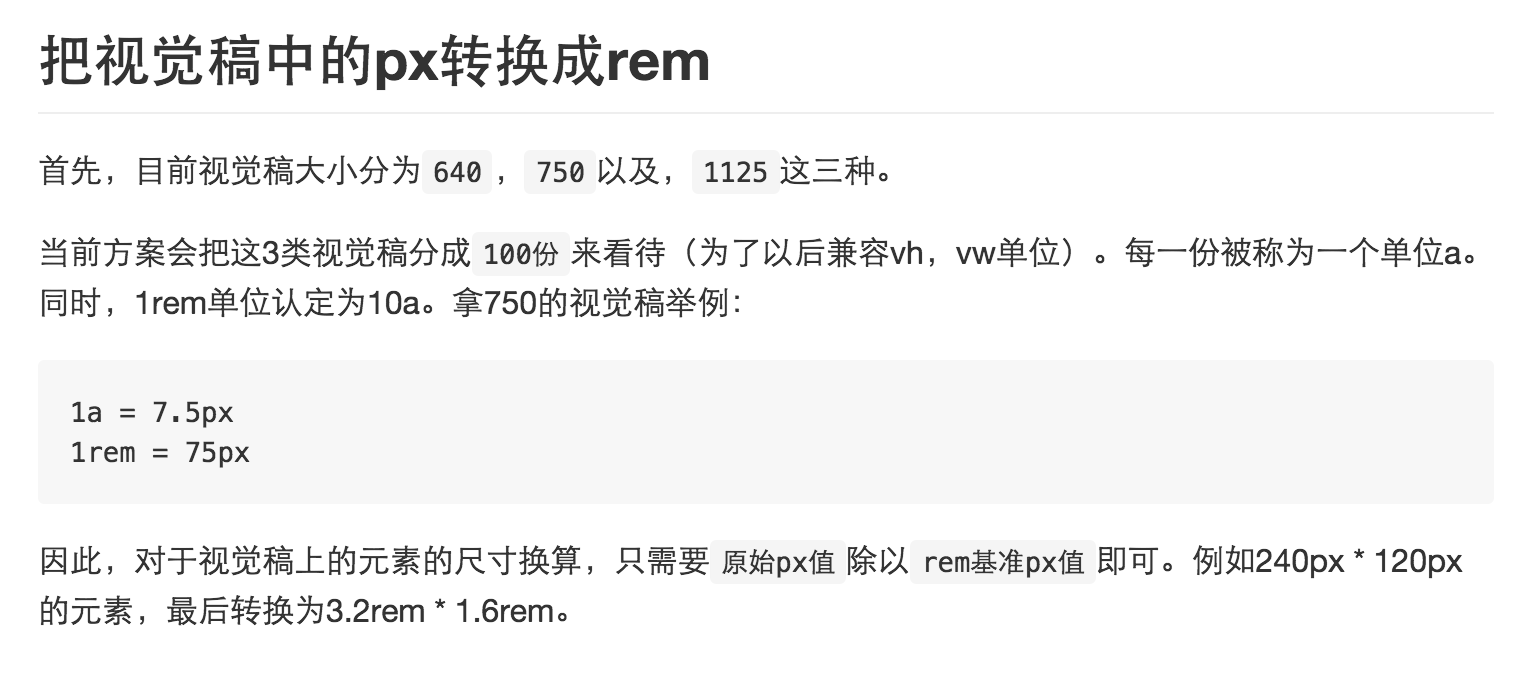 把视觉稿中的px转换成rem
首先，目前视觉稿大小分为 640 ， 750 以及， 1125 这三种。
当前方案会把这3类视觉稿分成 100份 来看待（为了以后兼容vh，vw单位）。每一份被称为一个单位a。
同时，1rem单位认定为10a。拿750的视觉稿举例：
1a = 7.5px
1rem = 75px
因此，对于视觉稿上的元素的尺寸换算，只需要 原始px值 除以 rem基准px值 即可。例如240px * 120px
的元素，最后转换为3.2rem * 1.6rem。